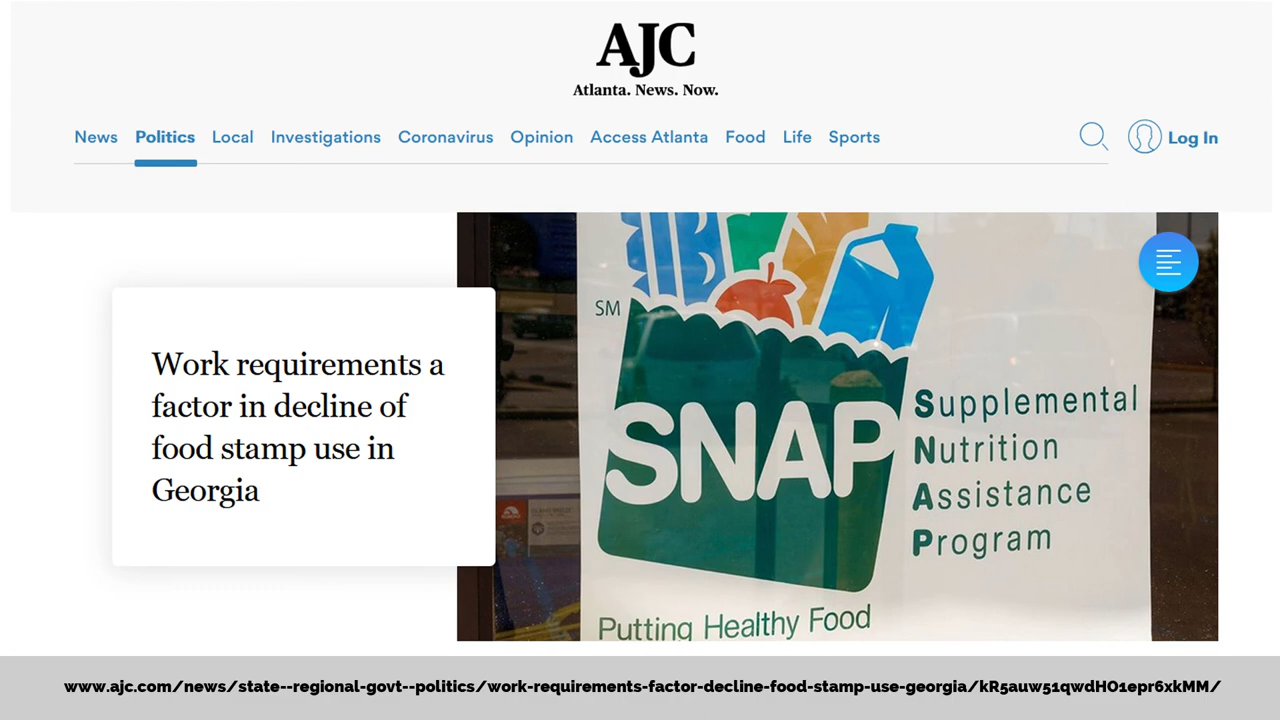 AJC
Atlanta. News. Now.
News Politics Local Investigations Coronavirus Opinion Access Atlanta Food Life Sports Log In
Work requirements a
factor in decline of
food stamp use in
Georgia
SM
SNAP
Supplemental
Nutrition
Assistance
Program
Putting Healthy Food
www.ajc.com/news/state--regional-govt--politics/work-requirements-factor-decline-food-stamp-use-georgia/kR5auw51qwdHO1epr6xkMM/